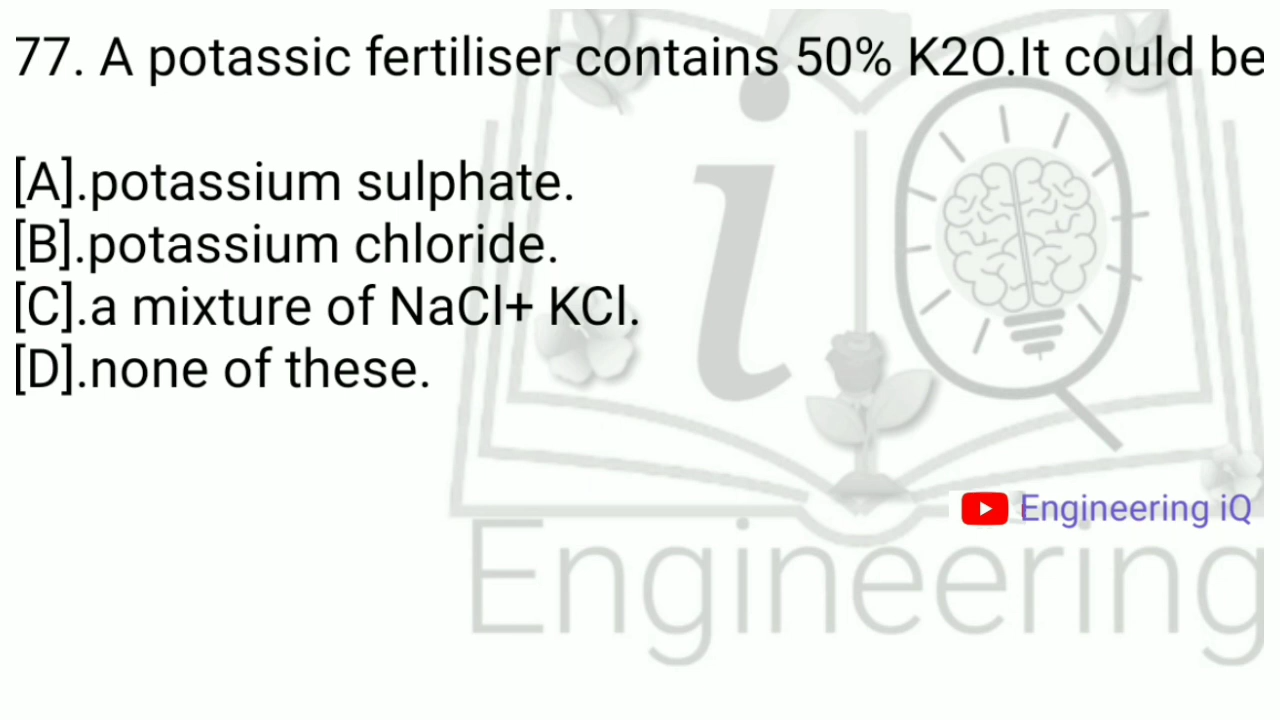 77. A potassic fertiliser contains 50% K2O.It could be
[A].potassium sulphate.
[B].potassium chloride.
[C].a mixture of NaCl+ KCl.
[D].none of these.
i
Engineering iQ
Engineering